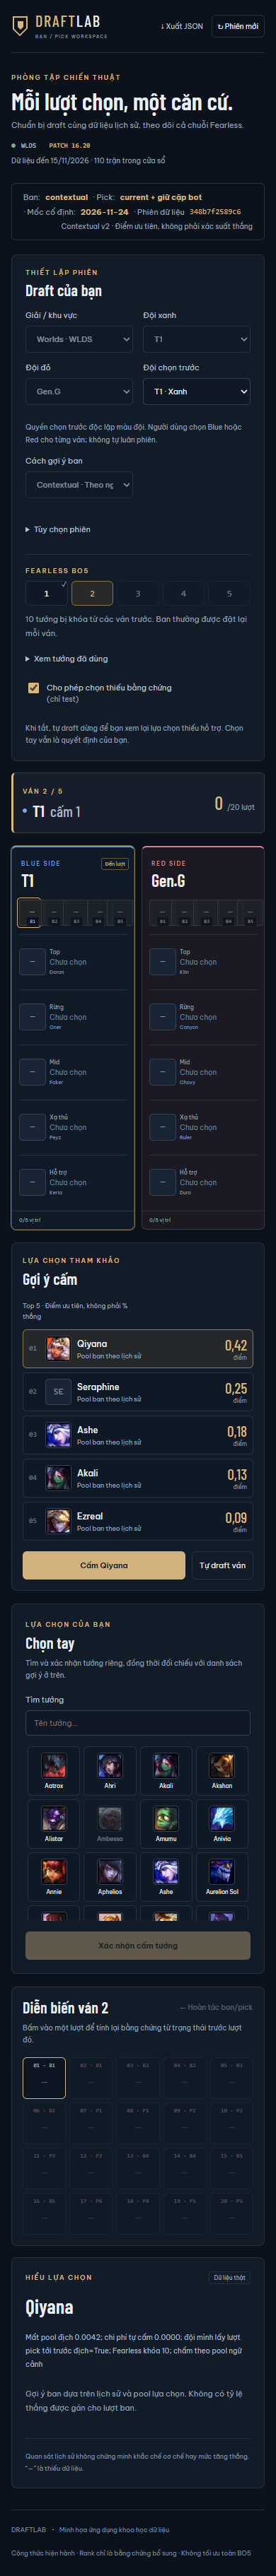 DRAFTLAB
BAN / PICK WORKSPACE
↓ Xuất JSON
↻ Phiên mới
PHÒNG TẬP CHIẾN THUẬT
Mỗi lượt chọn, một căn cứ.
Chuẩn bị draft cùng dữ liệu lịch sử, theo dõi cả chuỗi Fearless.
WLDS PATCH 16.20
Dữ liệu đến 15/11/2026 · 110 trận trong cửa sổ
Ban: contextual · Pick: current + giữ cặp bot
· Mốc cố định: 2026-11-24 · Phiên dữ liệu 348b7f2589c6
Contextual v2 · Điểm ưu tiên, không phải xác suất thắng
THIẾT LẬP PHIÊN
Draft của bạn
Giải / khu vực
Đội xanh
Worlds · WLDS
T1
Đội đỏ
Đội chọn trước
Gen.G
T1 · Xanh
Quyền chọn trước độc lập màu đội. Người dùng chọn Blue hoặc
Red cho từng ván; không tự luân phiên.
Cách gợi ý ban
Contextual · Theo ng
▸ Tùy chọn phiên
FEARLESS BO5
1 ✓
2
3
4
5
10 tướng bị khóa từ các ván trước. Ban thường được đặt lại
mỗi ván.
▸ Xem tướng đã dùng
Cho phép chọn thiếu bằng chứng
(chỉ test)
Khi tắt, tự draft dừng để bạn xem lại lựa chọn thiếu hỗ trợ. Chọn
tay vẫn là quyết định của bạn.
VÁN 2 / 5
T1 cấm 1
0 /20 lượt
BLUE SIDE
Đến lượt
T1
— — — — —
B1 B2 B3 B4 B5
— Top
Chưa chọn
Doran
— Rừng
Chưa chọn
Oner
— Mid
Chưa chọn
Faker
— Xạ thủ
Chưa chọn
Peyz
— Hỗ trợ
Chưa chọn
Keria
0/5 vị trí
RED SIDE
Gen.G
— — — — —
B1 B2 B3 B4 B5
— Top
Chưa chọn
Kiin
— Rừng
Chưa chọn
Canyon
— Mid
Chưa chọn
Chovy
— Xạ thủ
Chưa chọn
Ruler
— Hỗ trợ
Chưa chọn
Duro
0/5 vị trí
LỰA CHỌN THAM KHẢO
Gợi ý cấm
Top 5 · Điểm ưu tiên, không phải %
thắng
01 Qiyana 0,42
Pool ban theo lịch sử điểm
02 SE Seraphine 0,25
Pool ban theo lịch sử điểm
03 Ashe 0,18
Pool ban theo lịch sử điểm
04 Akali 0,13
Pool ban theo lịch sử điểm
05 Ezreal 0,09
Pool ban theo lịch sử điểm
Cấm Qiyana
Tự draft ván
LỰA CHỌN CỦA BẠN
Chọn tay
Tìm và xác nhận tướng riêng, đồng thời đối chiếu với danh sách
gợi ý ở trên.
Tìm tướng
Tên tướng...
Aatrox Ahri Akali Akshan
Alistar Ambessa Amumu Anivia
Annie Aphelios Ashe Aurelion Sol
Xác nhận cấm tướng
Diễn biến ván 2
← Hoàn tác ban/pick
Bấm vào một lượt để tính lại bằng chứng từ trạng thái trước lượt
đó.
01 · B1 02 · B1 03 · B2 04 · B2 05 · B3
— — — — —
06 · B3 07 · P1 08 · P1 09 · P2 10 · P2
— — — — —
11 · P3 12 · P3 13 · B4 14 · B4 15 · B5
— — — — —
16 · B5 17 · P4 18 · P4 19 · P5 20 · P5
— — — — —
HIỂU LỰA CHỌN
Dữ liệu thật
Qiyana
Mất pool địch 0.0042; chi phí tự cấm 0.0000; đội mình lấy lượt
pick tới trước địch=True; Fearless khóa 10; chấm theo pool ngữ
cảnh
Gợi ý ban dựa trên lịch sử và pool lựa chọn. Không có tỷ lệ
thắng được gán cho lượt ban.
Quan sát lịch sử không chứng minh khắc chế cơ chế hay mức tăng thắng.
"—" là thiếu dữ liệu.
DRAFTLAB · Minh họa ứng dụng khoa học dữ liệu
Công thức hiện hành · Rank chỉ là bằng chứng bổ sung · Không tối ưu toàn BO5